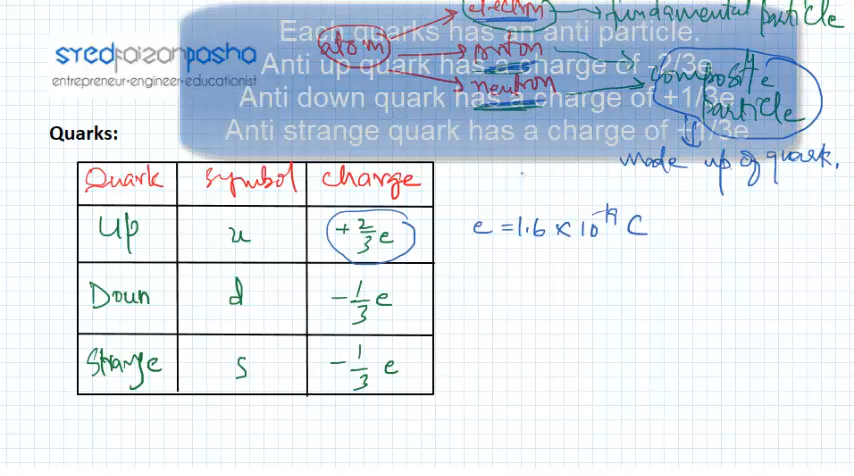 electron → fundamental particle
Each quarks has an anti particle.
atom → proton
Anti up quark has a charge of -2/3e
neutron → composite particle
Anti down quark has a charge of +1/3e
Anti strange quark has a charge of +1/3e
syedfaizanpasha
entrepreneur•engineer•educationist
made up of quark.
Quarks:
Quark symbol charge
Up u +2/3 e
e = 1.6 × 10⁻¹⁹ C
Down d -1/3 e
Strange s -1/3 e